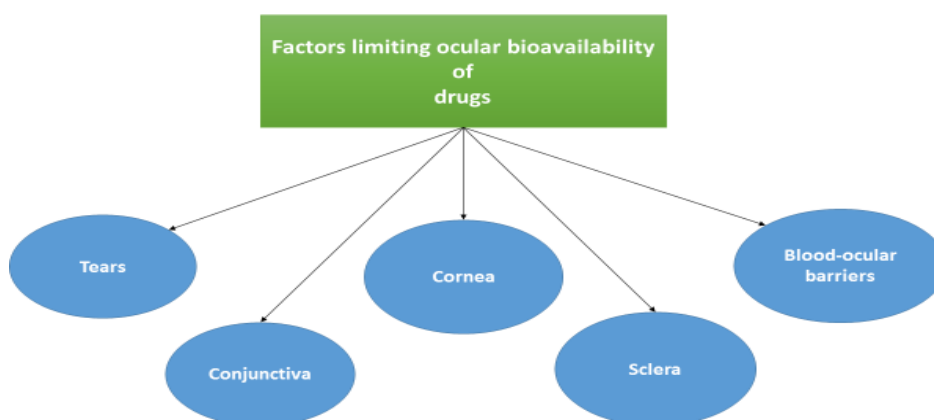 Factors limiting ocular bioavailability
of
drugs
Tears
Conjunctiva
Cornea
Sclera
Blood-ocular
barriers